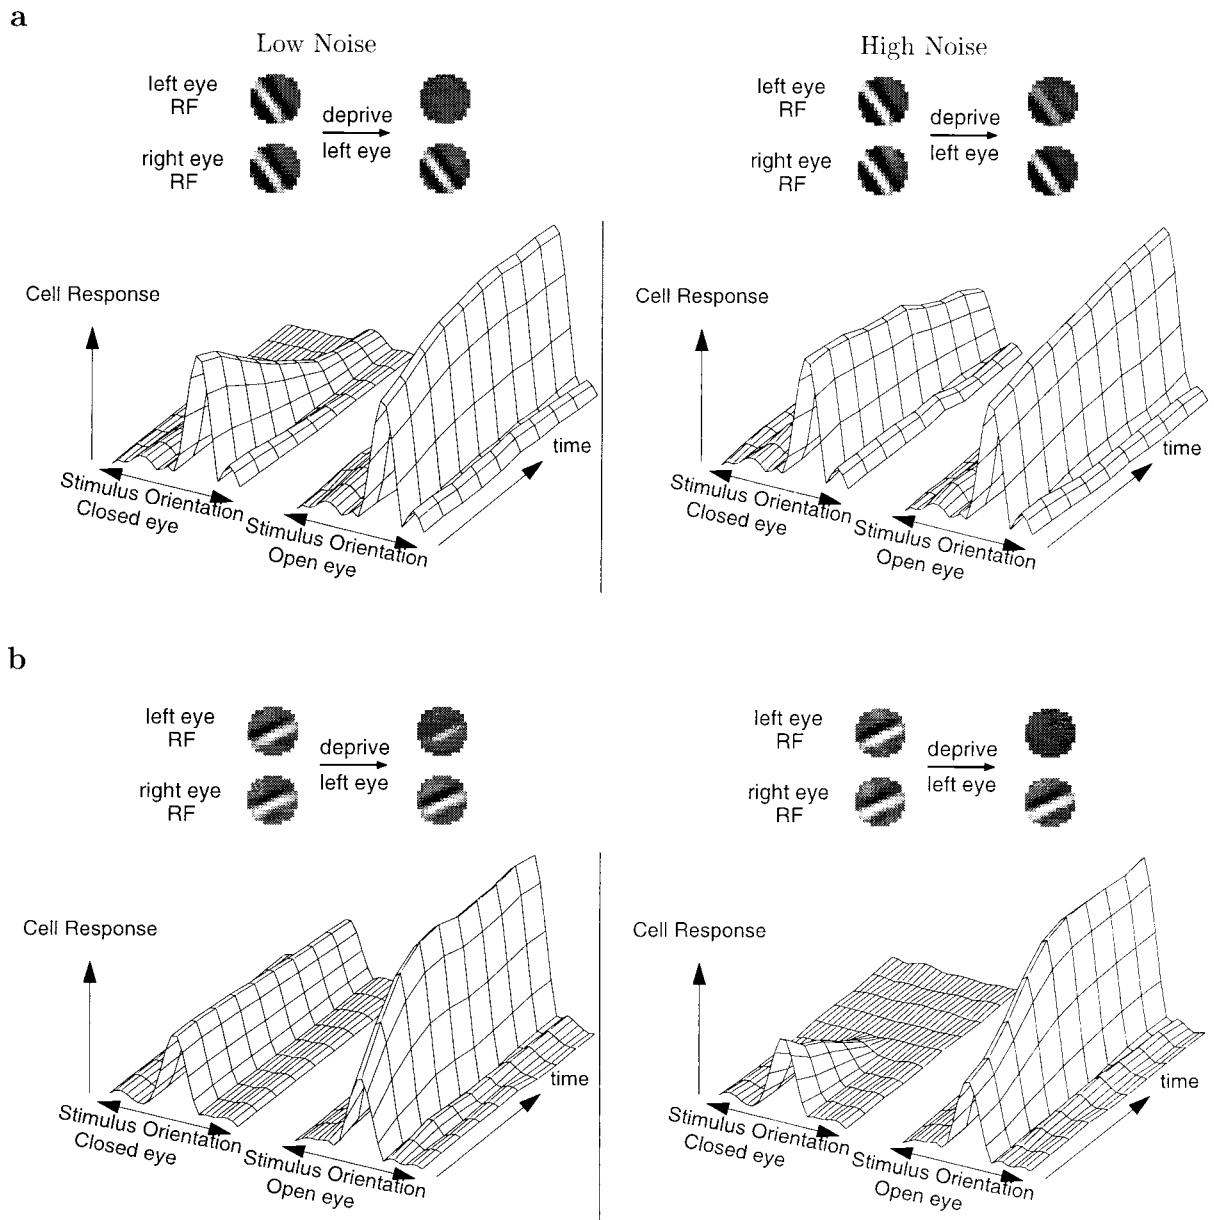 a
Low Noise
left eye
RF
deprive
left eye
right eye
RF
Cell Response
Stimulus Orientation
Closed eye
Stimulus Orientation
Open eye
time
High Noise
left eye
RF
deprive
left eye
right eye
RF
Cell Response
Stimulus Orientation
Closed eye
Stimulus Orientation
Open eye
time
b
left eye
RF
deprive
left eye
right eye
RF
Cell Response
Stimulus Orientation
Closed eye
Stimulus Orientation
Open eye
time
left eye
RF
deprive
left eye
right eye
RF
Cell Response
Stimulus Orientation
Closed eye
Stimulus Orientation
Open eye
time